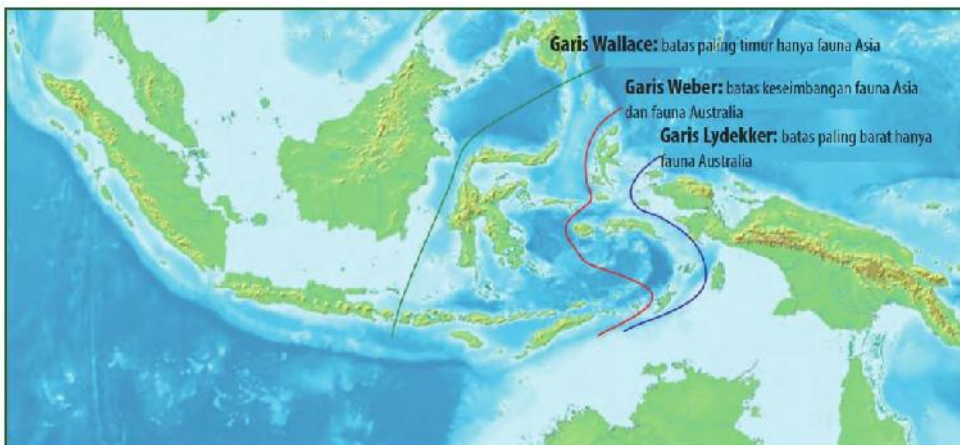 Garis Wallace: batas paling timur hanya fauna Asia
Garis Weber: batas keseimbangan fauna Asia
dan fauna Australia
Garis Lydekker: batas paling barat hanya
fauna Australia